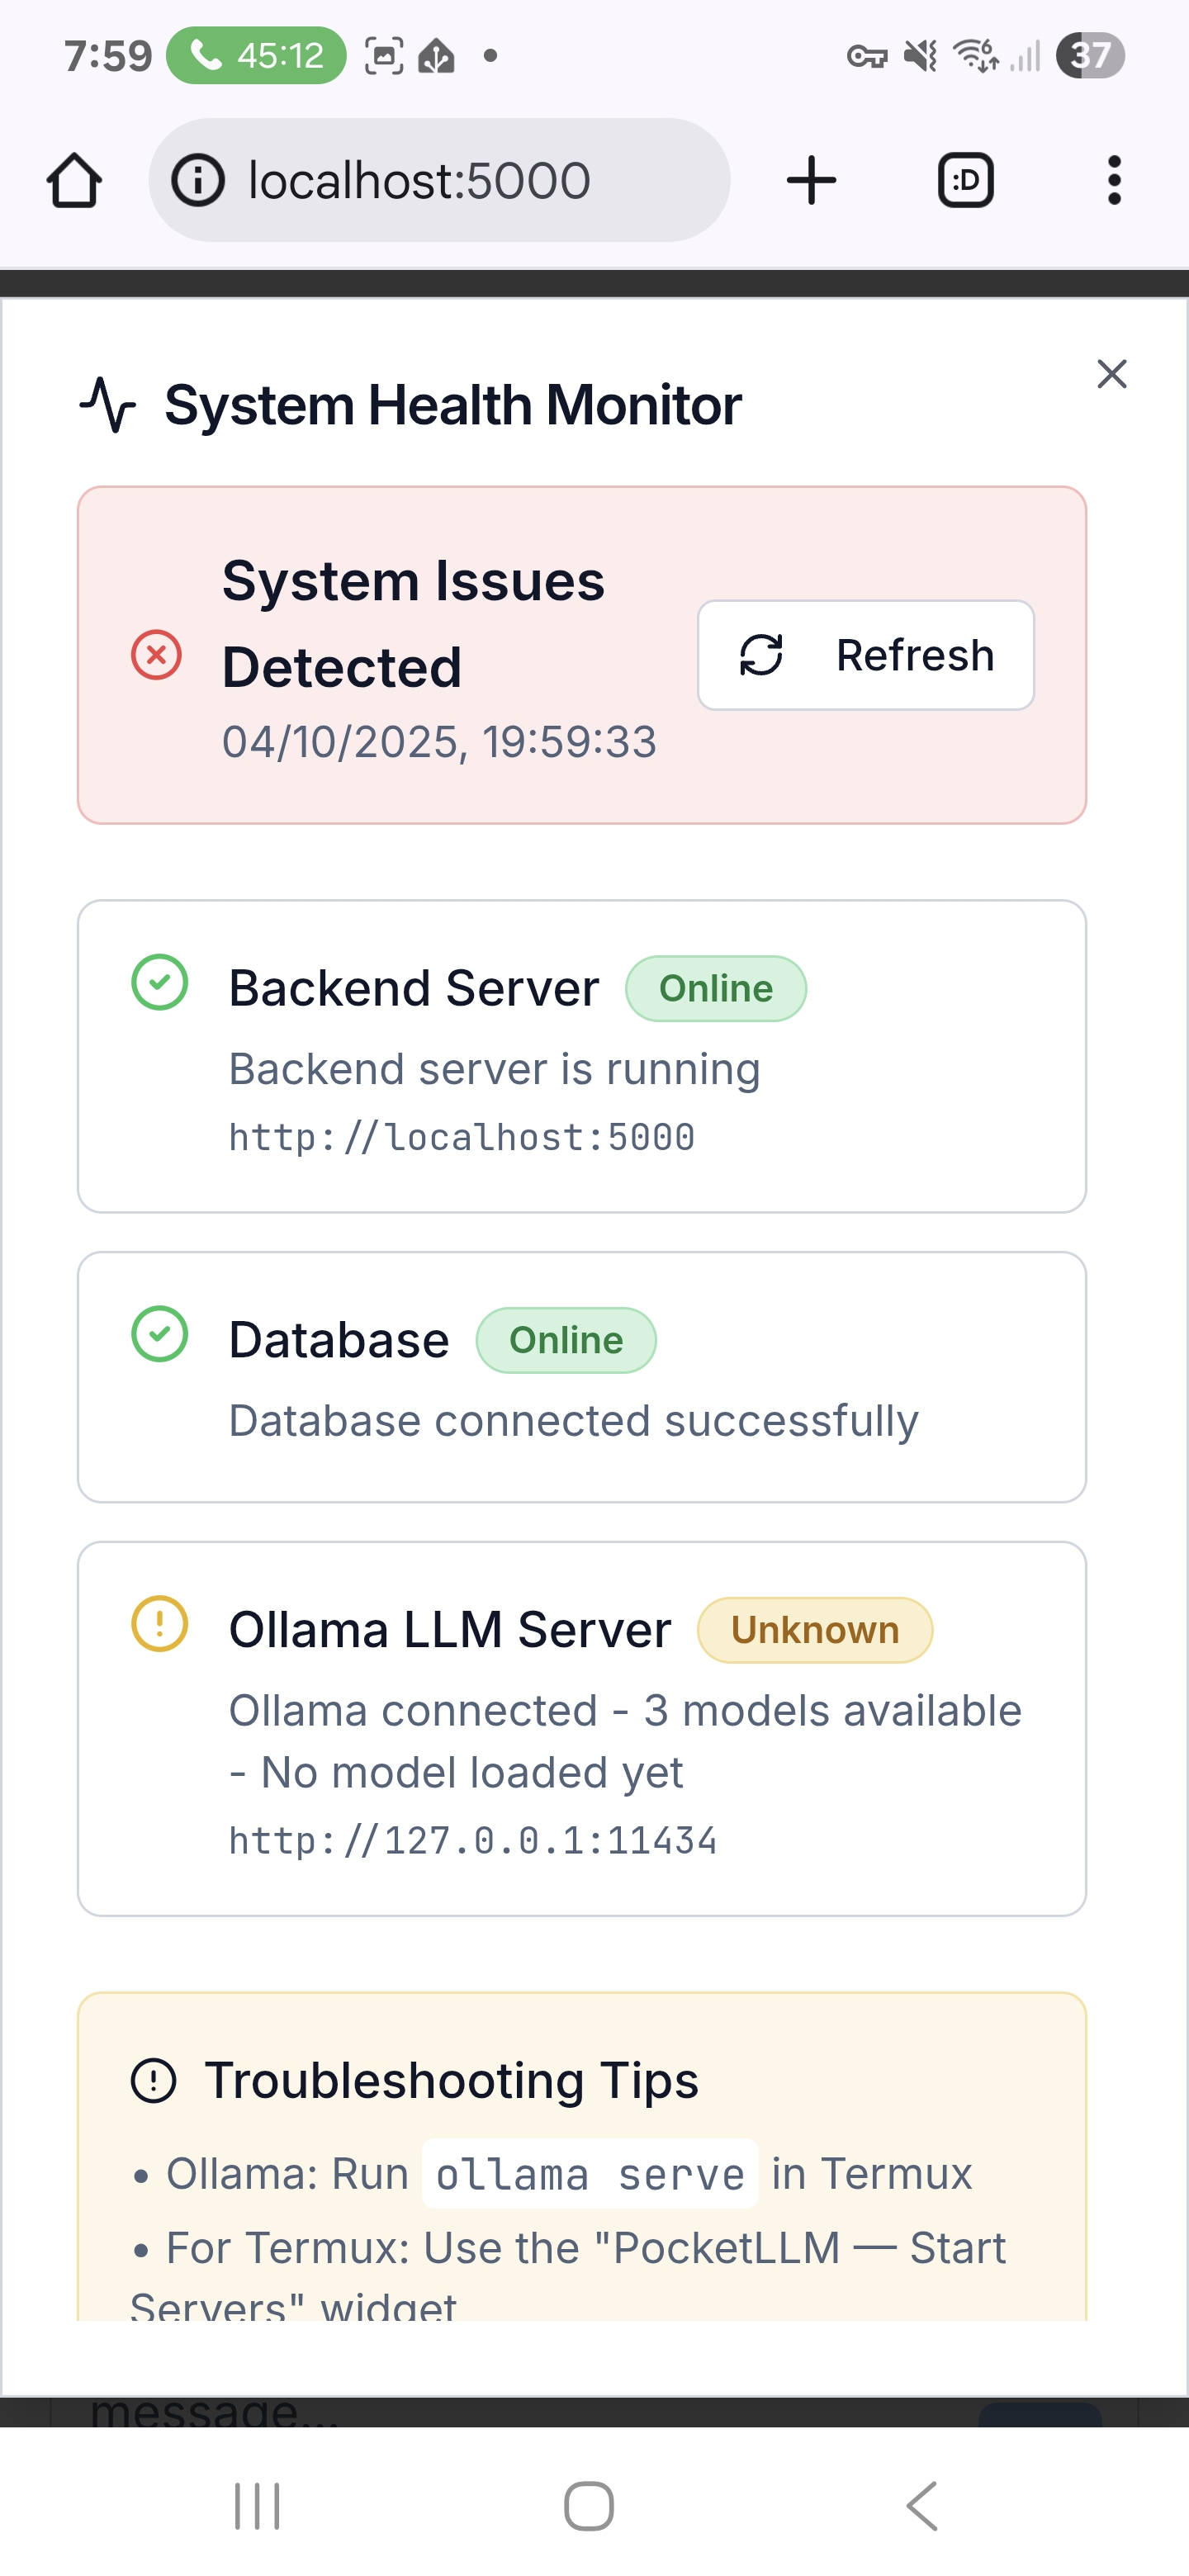 7:59 45:12 6 37
localhost:5000 :D
System Health Monitor
System Issues
Detected
Refresh
04/10/2025, 19:59:33
Backend Server Online
Backend server is running
http://localhost:5000
Database Online
Database connected successfully
Ollama LLM Server Unknown
Ollama connected - 3 models available
- No model loaded yet
http://127.0.0.1:11434
Troubleshooting Tips
• Ollama: Run ollama serve in Termux
• For Termux: Use the "PocketLLM — Start
Servers" widget
message...